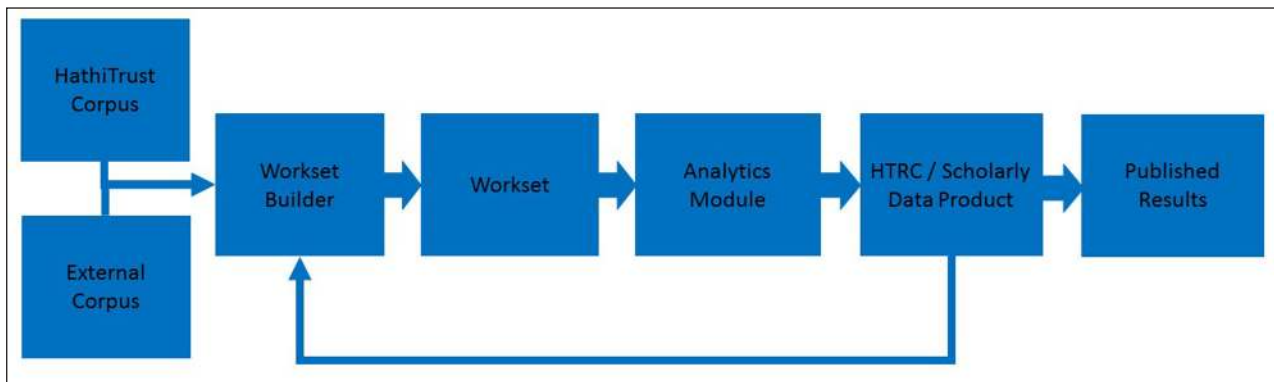 HathiTrust
Corpus
External
Corpus
Workset
Builder
Workset
Analytics
Module
HTRC / Scholarly
Data Product
Published
Results